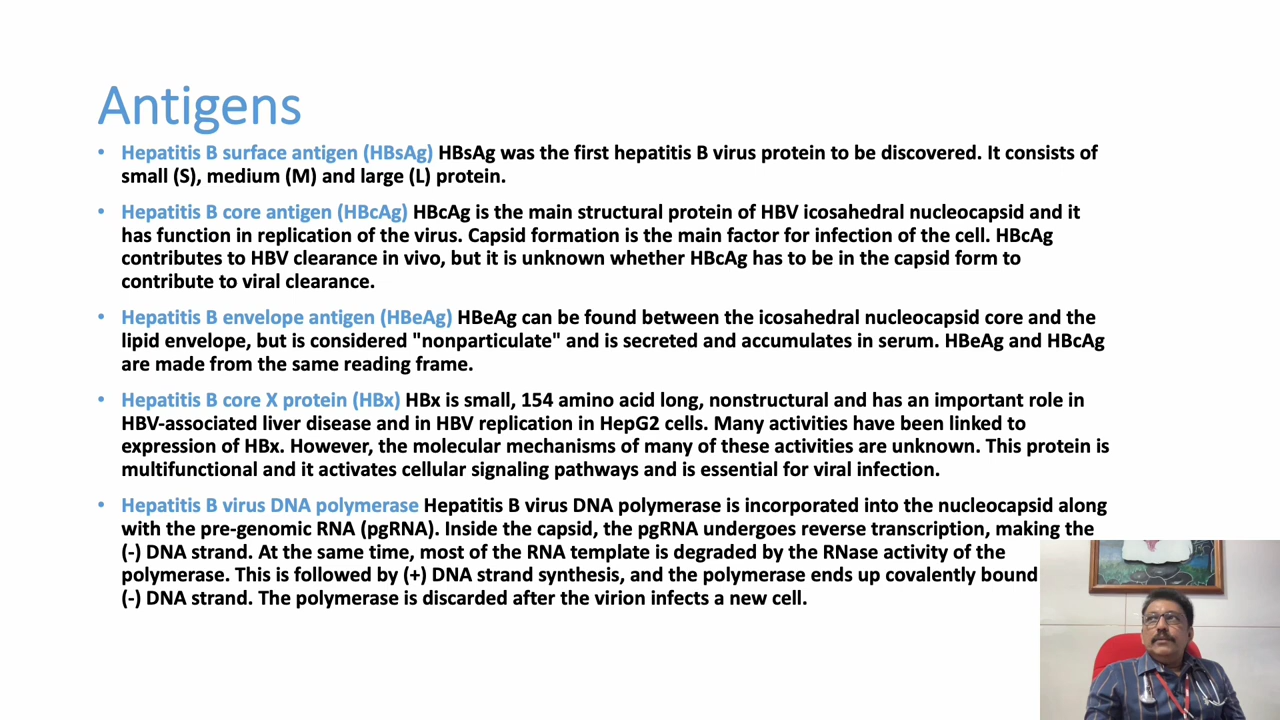 Antigens
• Hepatitis B surface antigen (HBsAg) HBsAg was the first hepatitis B virus protein to be discovered. It consists of
small (S), medium (M) and large (L) protein.
• Hepatitis B core antigen (HBcAg) HBcAg is the main structural protein of HBV icosahedral nucleocapsid and it
has function in replication of the virus. Capsid formation is the main factor for infection of the cell. HBcAg
contributes to HBV clearance in vivo, but it is unknown whether HBcAg has to be in the capsid form to
contribute to viral clearance.
• Hepatitis B envelope antigen (HBeAg) HBeAg can be found between the icosahedral nucleocapsid core and the
lipid envelope, but is considered "nonparticulate" and is secreted and accumulates in serum. HBeAg and HBcAg
are made from the same reading frame.
• Hepatitis B core X protein (HBx) HBx is small, 154 amino acid long, nonstructural and has an important role in
HBV-associated liver disease and in HBV replication in HepG2 cells. Many activities have been linked to
expression of HBx. However, the molecular mechanisms of many of these activities are unknown. This protein is
multifunctional and it activates cellular signaling pathways and is essential for viral infection.
• Hepatitis B virus DNA polymerase Hepatitis B virus DNA polymerase is incorporated into the nucleocapsid along
with the pre-genomic RNA (pgRNA). Inside the capsid, the pgRNA undergoes reverse transcription, making the
(-) DNA strand. At the same time, most of the RNA template is degraded by the RNase activity of the
polymerase. This is followed by (+) DNA strand synthesis, and the polymerase ends up covalently bound
(-) DNA strand. The polymerase is discarded after the virion infects a new cell.